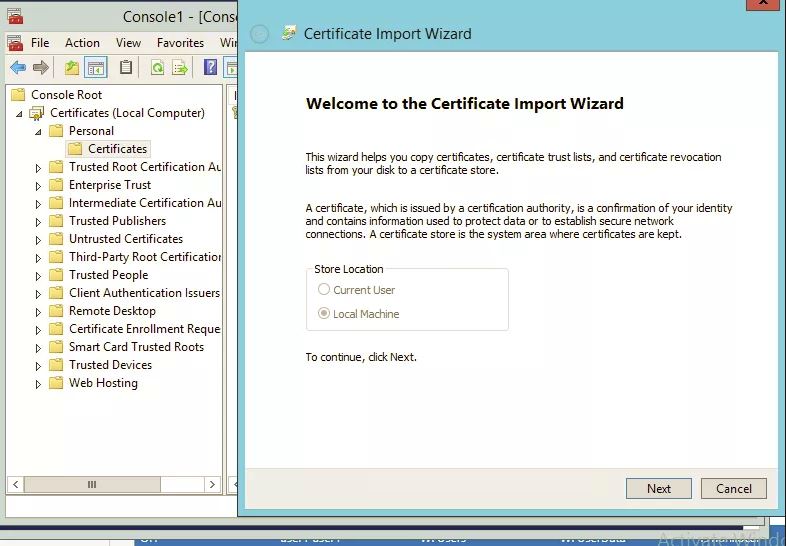 Console1 - [Conso
File Action View Favorites Win
Console Root
Certificates (Local Computer)
Personal
Certificates
Trusted Root Certification Au
Enterprise Trust
Intermediate Certification Au
Trusted Publishers
Untrusted Certificates
Third-Party Root Certification
Trusted People
Client Authentication Issuers
Remote Desktop
Certificate Enrollment Reque
Smart Card Trusted Roots
Trusted Devices
Web Hosting
Certificate Import Wizard
Welcome to the Certificate Import Wizard
This wizard helps you copy certificates, certificate trust lists, and certificate revocation
lists from your disk to a certificate store.
A certificate, which is issued by a certification authority, is a confirmation of your identity
and contains information used to protect data or to establish secure network
connections. A certificate store is the system area where certificates are kept.
Store Location
Current User
Local Machine
To continue, click Next.
Next Cancel
Activate Windo